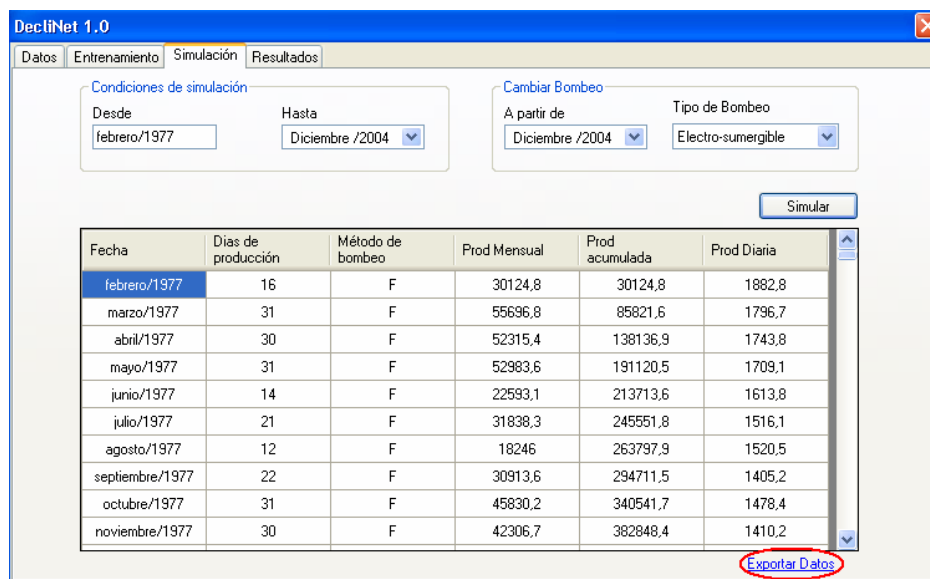 DecliNet 1.0
Datos Entrenamiento Simulación Resultados
Condiciones de simulación
Desde Hasta
febrero/1977 Diciembre /2004
Cambiar Bombeo
A partir de Tipo de Bombeo
Diciembre /2004 Electro-sumergible
Simular
Fecha Dias de producción Método de bombeo Prod Mensual Prod acumulada Prod Diaria
febrero/1977 16 F 30124,8 30124,8 1882,8
marzo/1977 31 F 55696,8 85821,6 1796,7
abril/1977 30 F 52315,4 138136,9 1743,8
mayo/1977 31 F 52983,6 191120,5 1709,1
junio/1977 14 F 22593,1 213713,6 1613,8
julio/1977 21 F 31838,3 245551,8 1516,1
agosto/1977 12 F 18246 263797,9 1520,5
septiembre/1977 22 F 30913,6 294711,5 1405,2
octubre/1977 31 F 45830,2 340541,7 1478,4
noviembre/1977 30 F 42306,7 382848,4 1410,2
Exportar Datos